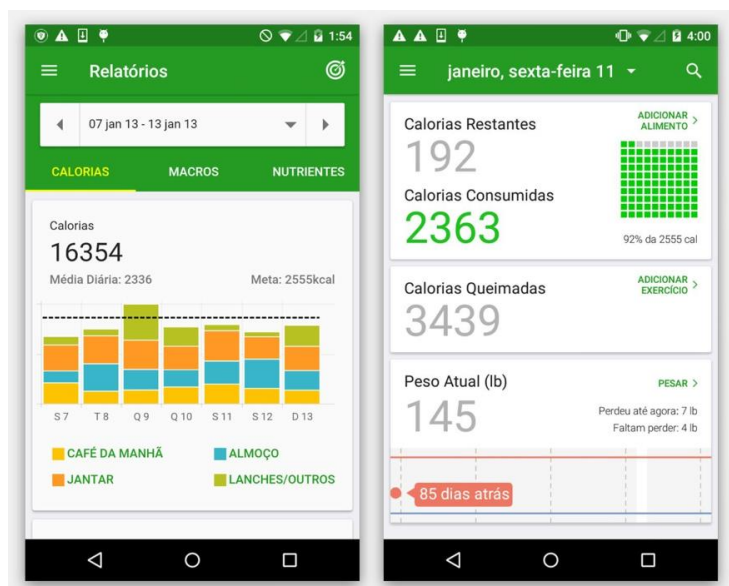 1:54
Relatórios
07 jan 13 - 13 jan 13
CALORIAS MACROS NUTRIENTES
Calorias
16354
Média Diária: 2336 Meta: 2555kcal
S 7 T 8 Q 9 Q 10 S 11 S 12 D 13
CAFÉ DA MANHÃ ALMOÇO
JANTAR LANCHES/OUTROS
4:00
janeiro, sexta-feira 11
Calorias Restantes
192
ADICIONAR
ALIMENTO
Calorias Consumidas
2363
92% da 2555 cal
Calorias Queimadas
3439
ADICIONAR
EXERCÍCIO
Peso Atual (lb)
145
PESAR
Perdeu até agora: 7 lb
Faltam perder: 4 lb
85 dias atrás